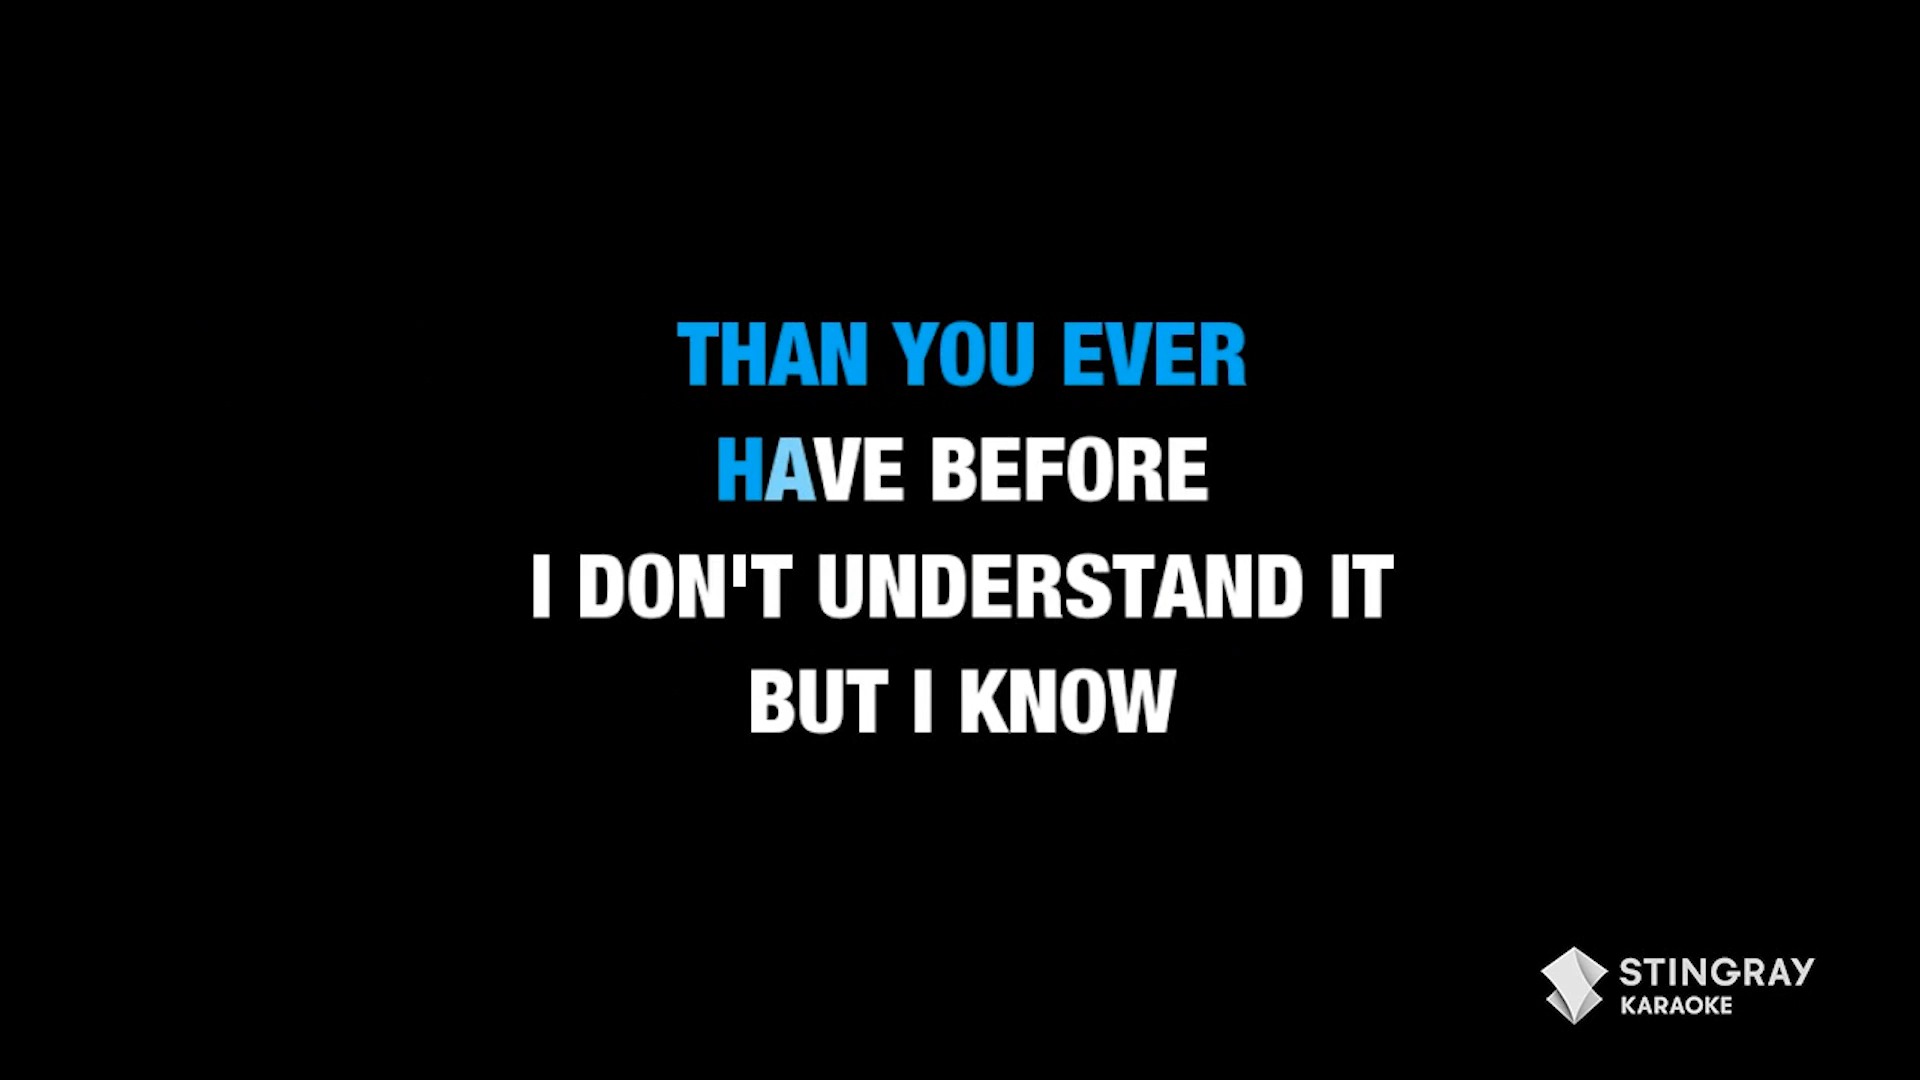 THAN YOU EVER
HAVE BEFORE
I DON'T UNDERSTAND IT
BUT I KNOW
STINGRAY
KARAOKE